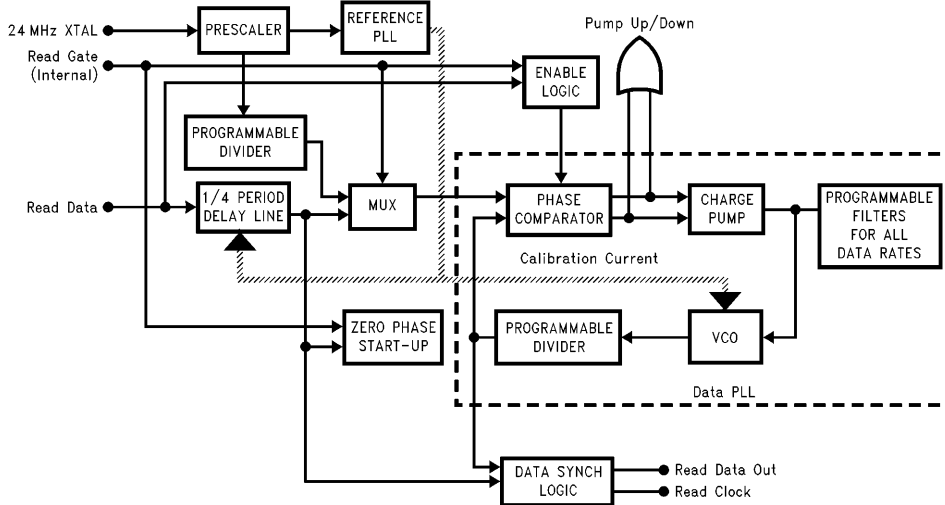 Pump Up/Down
24 MHz XTAL
PRESCALER
REFERENCE
PLL
Read Gate
(Internal)
ENABLE
LOGIC
PROGRAMMABLE
DIVIDER
Read Data
1/4 PERIOD
DELAY LINE
MUX
PHASE
COMPARATOR
CHARGE
PUMP
PROGRAMMABLE
FILTERS
FOR ALL
DATA RATES
Calibration Current
ZERO PHASE
START-UP
PROGRAMMABLE
DIVIDER
VCO
Data PLL
DATA SYNCH
LOGIC
Read Data Out
Read Clock